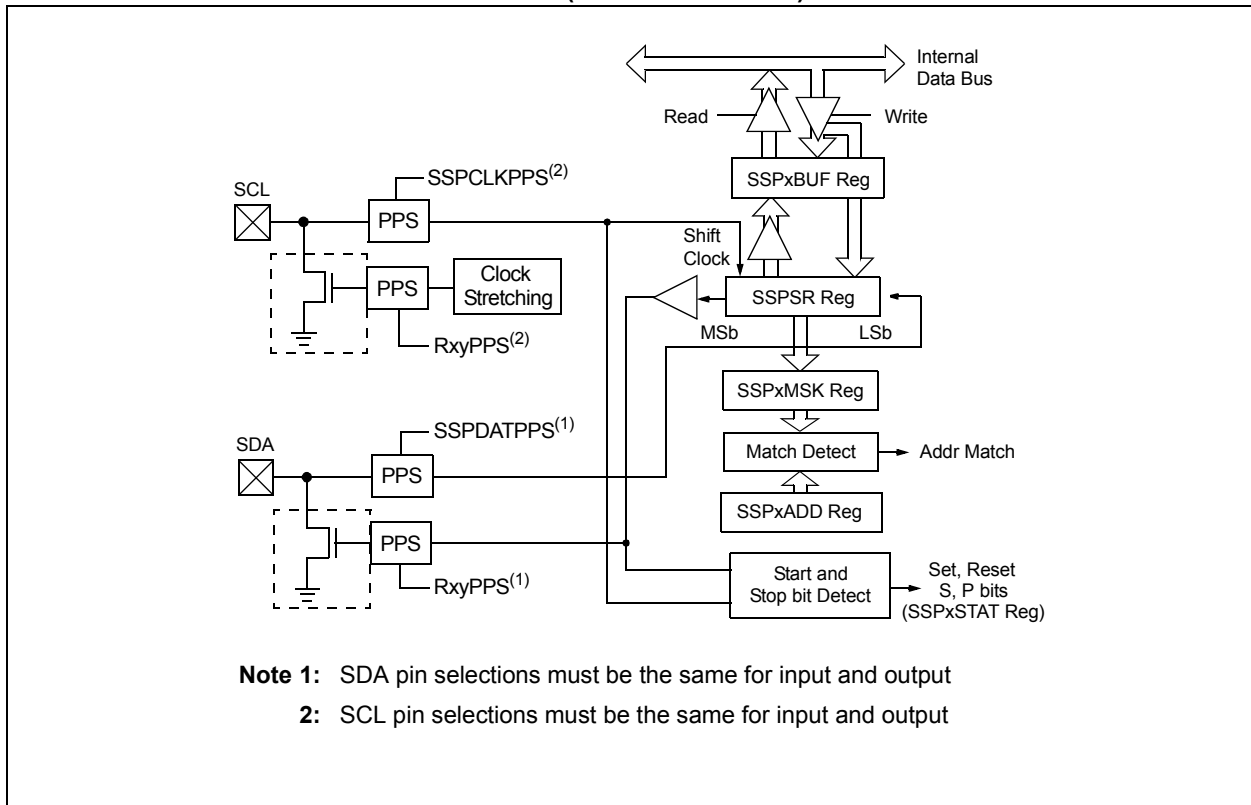 Internal
Data Bus
Read
Write
SSPxBUF Reg
SSPCLKPPS(2)
SCL
PPS
Shift
Clock
PPS
Clock
Stretching
SSPSR Reg
MSb
LSb
RxyPPS(2)
SSPxMSK Reg
SSPDATPPS(1)
SDA
PPS
Match Detect
Addr Match
SSPxADD Reg
PPS
RxyPPS(1)
Start and
Stop bit Detect
Set, Reset
S, P bits
(SSPxSTAT Reg)
Note 1: SDA pin selections must be the same for input and output
2: SCL pin selections must be the same for input and output